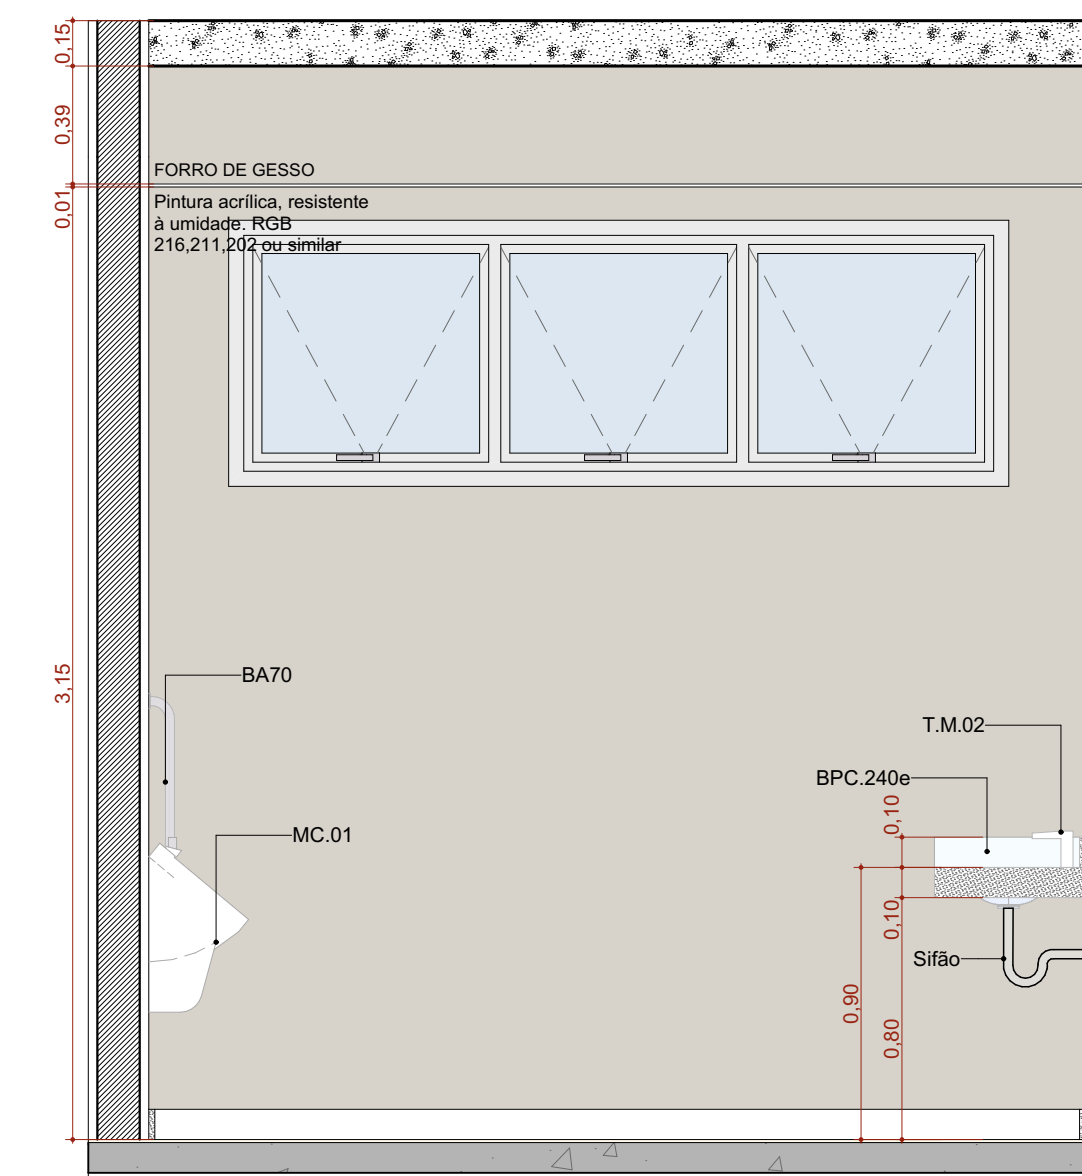 0,15
0,39
FORRO DE GESSO
0,01
Pintura acrílica, resistente
à umidade. RGB
216,211,202 ou similar
3,15
BA70
T.M.02
BPC.240e
0,10
MC.01
0,10
Sifão
0,90
0,80